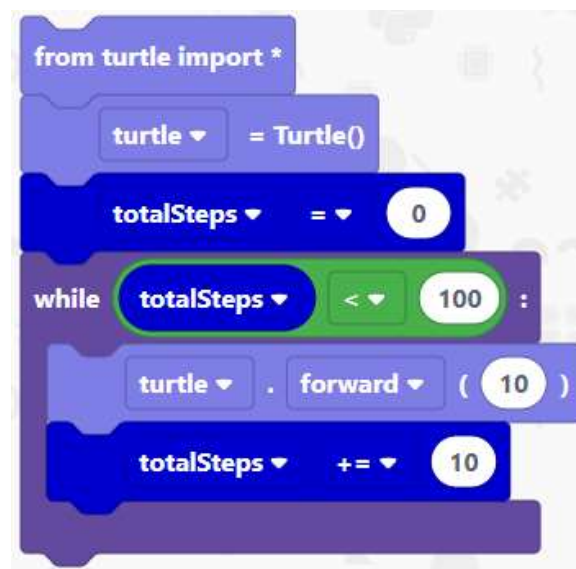 from turtle import *
turtle = Turtle()
totalSteps = 0
while totalSteps < 100 :
turtle . forward ( 10 )
totalSteps += 10